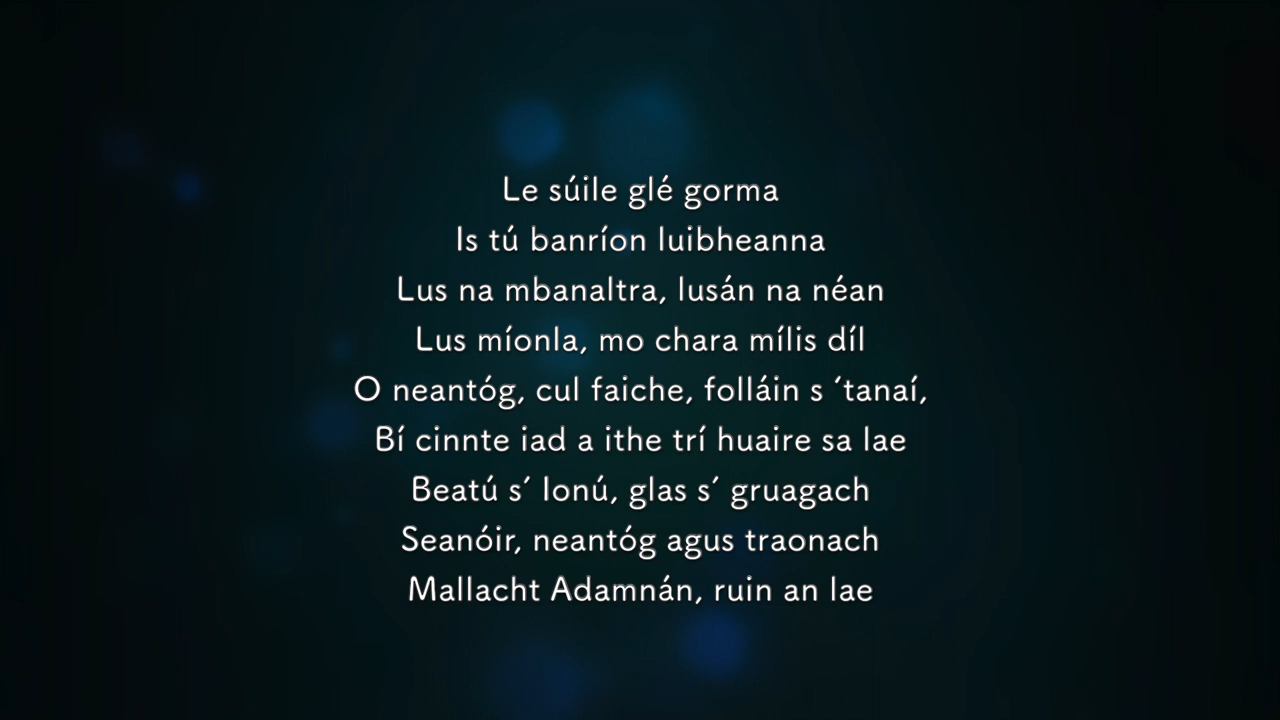 Le súile glé gorma
Is tú banríon luibheanna
Lus na mbanaltra, lusán na néan
Lus míonla, mo chara mílis díl
O neantóg, cul faiche, folláin s ´tanaí,
Bí cinnte iad a ithe trí huaire sa lae
Beatú s´ Ionú, glas s´ gruagach
Seanóir, neantóg agus traonach
Mallacht Adamnán, ruin an lae